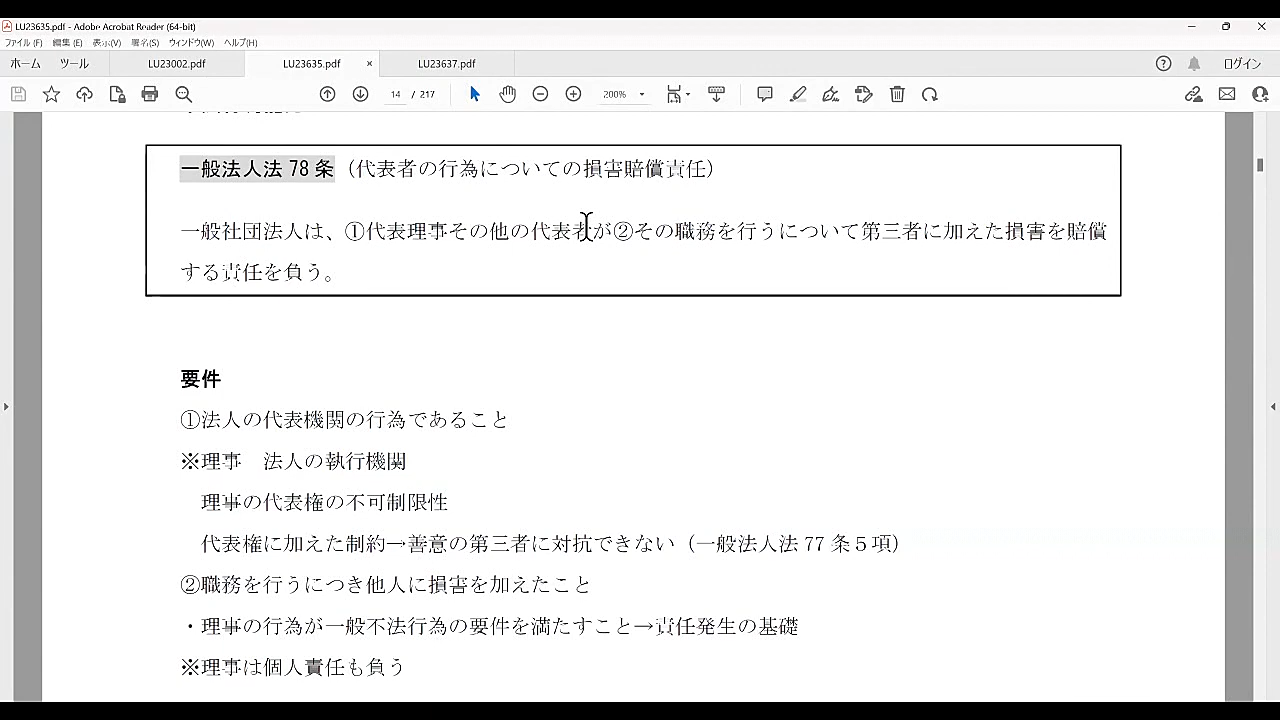 LU23635.pdf - Adobe Acrobat Reader (64-bit)
ファイル(F) 編集(E) 表示(V) 署名(S) ウィンドウ(W) ヘルプ(H)
ホーム ツール LU23002.pdf LU23635.pdf × LU23637.pdf ログイン
14 / 217 200%
一般法人法 78 条（代表者の行為についての損害賠償責任）
一般社団法人は、①代表理事その他の代表者が②その職務を行うについて第三者に加えた損害を賠償
する責任を負う。
要件
①法人の代表機関の行為であること
※理事　法人の執行機関
理事の代表権の不可制限性
代表権に加えた制約→善意の第三者に対抗できない（一般法人法 77 条５項）
②職務を行うにつき他人に損害を加えたこと
・理事の行為が一般不法行為の要件を満たすこと→責任発生の基礎
※理事は個人責任も負う